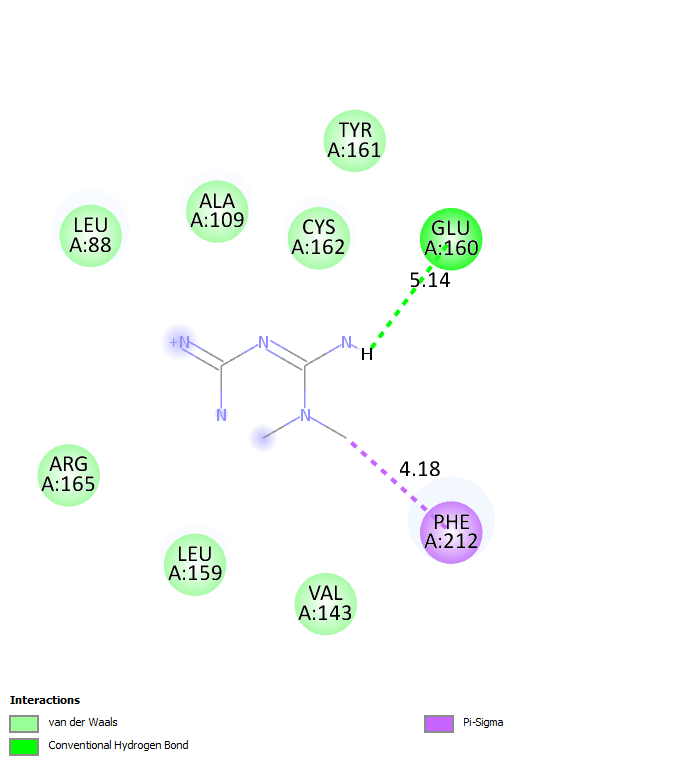 TYR
A:161
ALA
A:109
LEU
A:88
CYS
A:162
GLU
A:160
5.14
+N
N
N
H
N
N
4.18
ARG
A:165
PHE
A:212
LEU
A:159
VAL
A:143
Interactions
van der Waals
Conventional Hydrogen Bond
Pi-Sigma